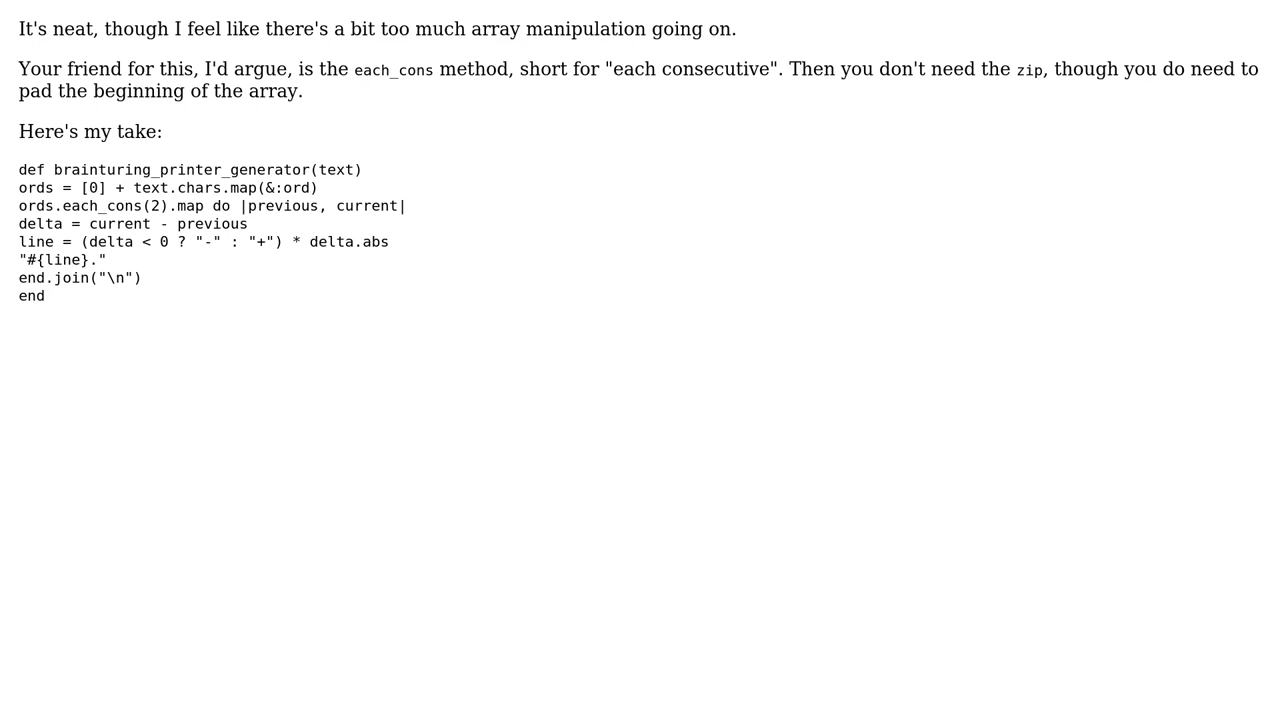 It's neat, though I feel like there's a bit too much array manipulation going on.
Your friend for this, I'd argue, is the each_cons method, short for "each consecutive". Then you don't need the zip, though you do need to
pad the beginning of the array.
Here's my take:
def brainturing_printer_generator(text)
ords = [0] + text.chars.map(&:ord)
ords.each_cons(2).map do |previous, current|
delta = current - previous
line = (delta < 0 ? "-" : "+") * delta.abs
"#{line}."
end.join("\n")
end